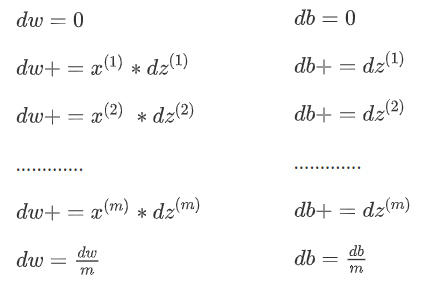 dw = 0    db = 0
dw+ = x^(1) * dz^(1)    db+ = dz^(1)
dw+ = x^(2) * dz^(2)    db+ = dz^(2)
.............    .............
dw+ = x^(m) * dz^(m)    db+ = dz^(m)
dw = dw/m    db = db/m